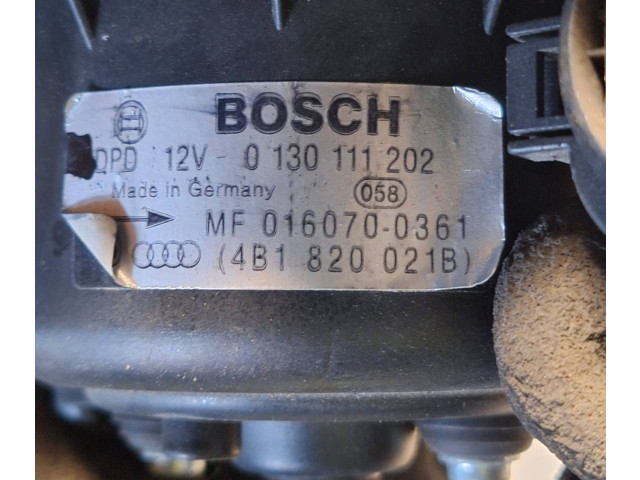 BOSCH
DPD 12V - 0 130 111 202
Made in Germany 058
MF 016070-0361
(4B1 820 021B)